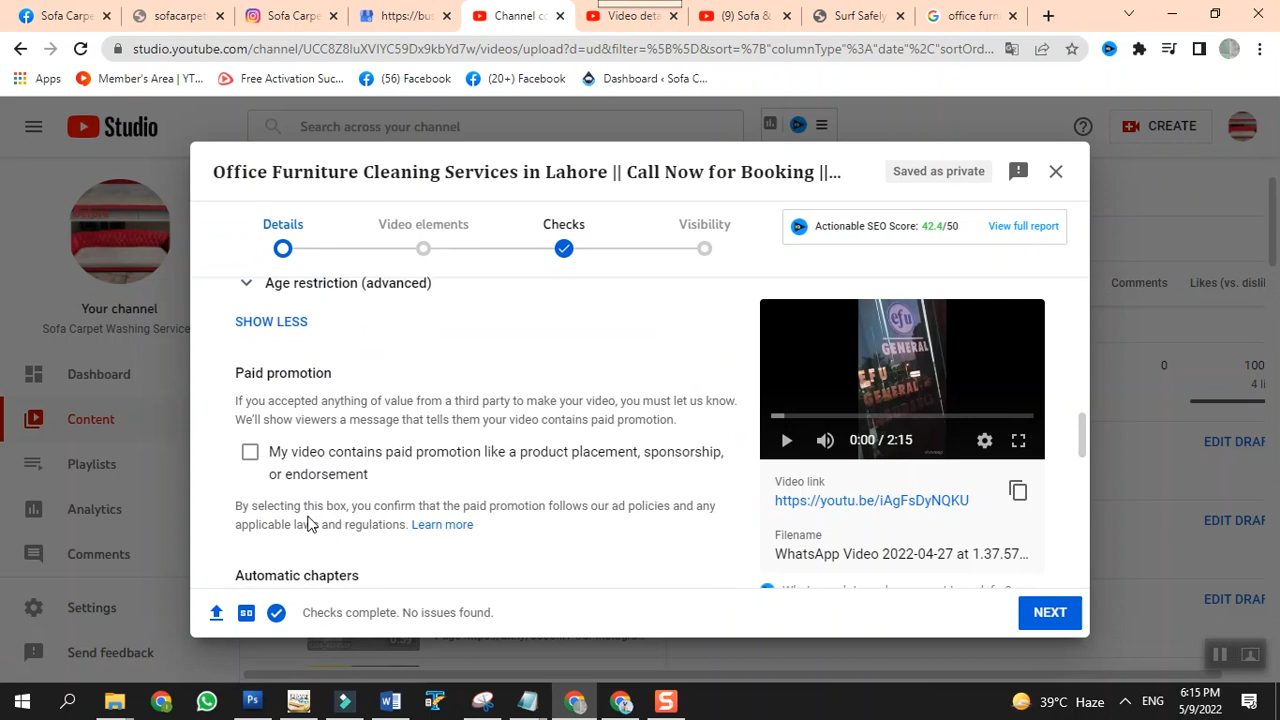 Sofa Carpet
sofacarpet
Sofa Carpet
https://bus
Channel co
Video deta
(9) Sofa &
Surf Safely
office furn
studio.youtube.com/channel/UCC8Z8luXVIYC59Dx9kbYd7w/videos/upload?d=ud&filter=%5B%5D&sort=%7B"columnType"%3A"date"%2C"sortOrd...
Apps
Member's Area | YT...
Free Activation Suc...
(56) Facebook
(20+) Facebook
Dashboard ‹ Sofa C...
Studio
Search across your channel
CREATE
Office Furniture Cleaning Services in Lahore || Call Now for Booking ||...
Saved as private
Details
Video elements
Checks
Visibility
Actionable SEO Score: 42.4/50
View full report
Your channel
Sofa Carpet Washing Service
Dashboard
Content
Playlists
Analytics
Comments
Settings
Send feedback
Age restriction (advanced)
SHOW LESS
Paid promotion
If you accepted anything of value from a third party to make your video, you must let us know.
We'll show viewers a message that tells them your video contains paid promotion.
My video contains paid promotion like a product placement, sponsorship,
or endorsement
By selecting this box, you confirm that the paid promotion follows our ad policies and any
applicable laws and regulations. Learn more
Automatic chapters
efu
GENERAL
EFU
GENERAL
0:00 / 2:15
Video link
https://youtu.be/iAgFsDyNQKU
Filename
WhatsApp Video 2022-04-27 at 1.37.57...
SD
Checks complete. No issues found.
NEXT
Comments
Likes (vs. disli
0
100
4 li
EDIT DRAF
EDIT DRAF
EDIT DRAF
39°C Haze
ENG
6:15 PM
5/9/2022